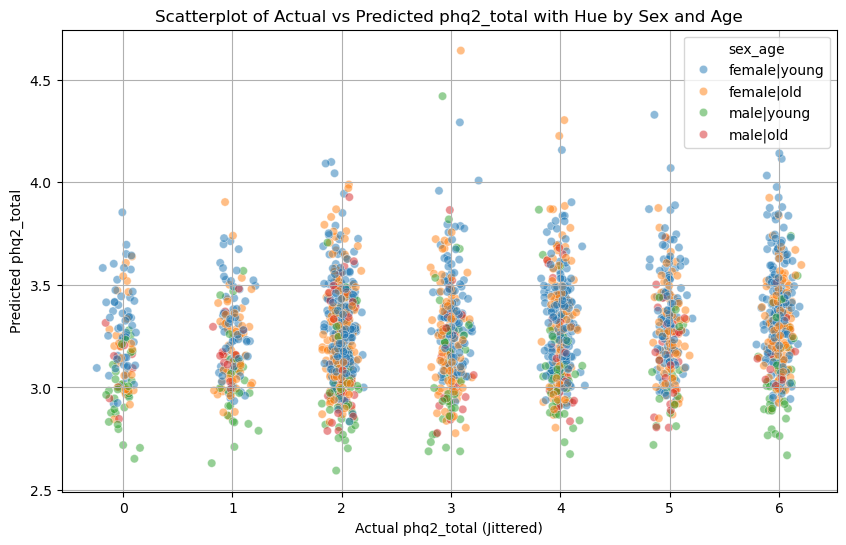 Scatterplot of Actual vs Predicted phq2_total with Hue by Sex and Age
sex_age
female|young
female|old
male|young
male|old
Predicted phq2_total
4.5
4.0
3.5
3.0
2.5
0 1 2 3 4 5 6
Actual phq2_total (Jittered)